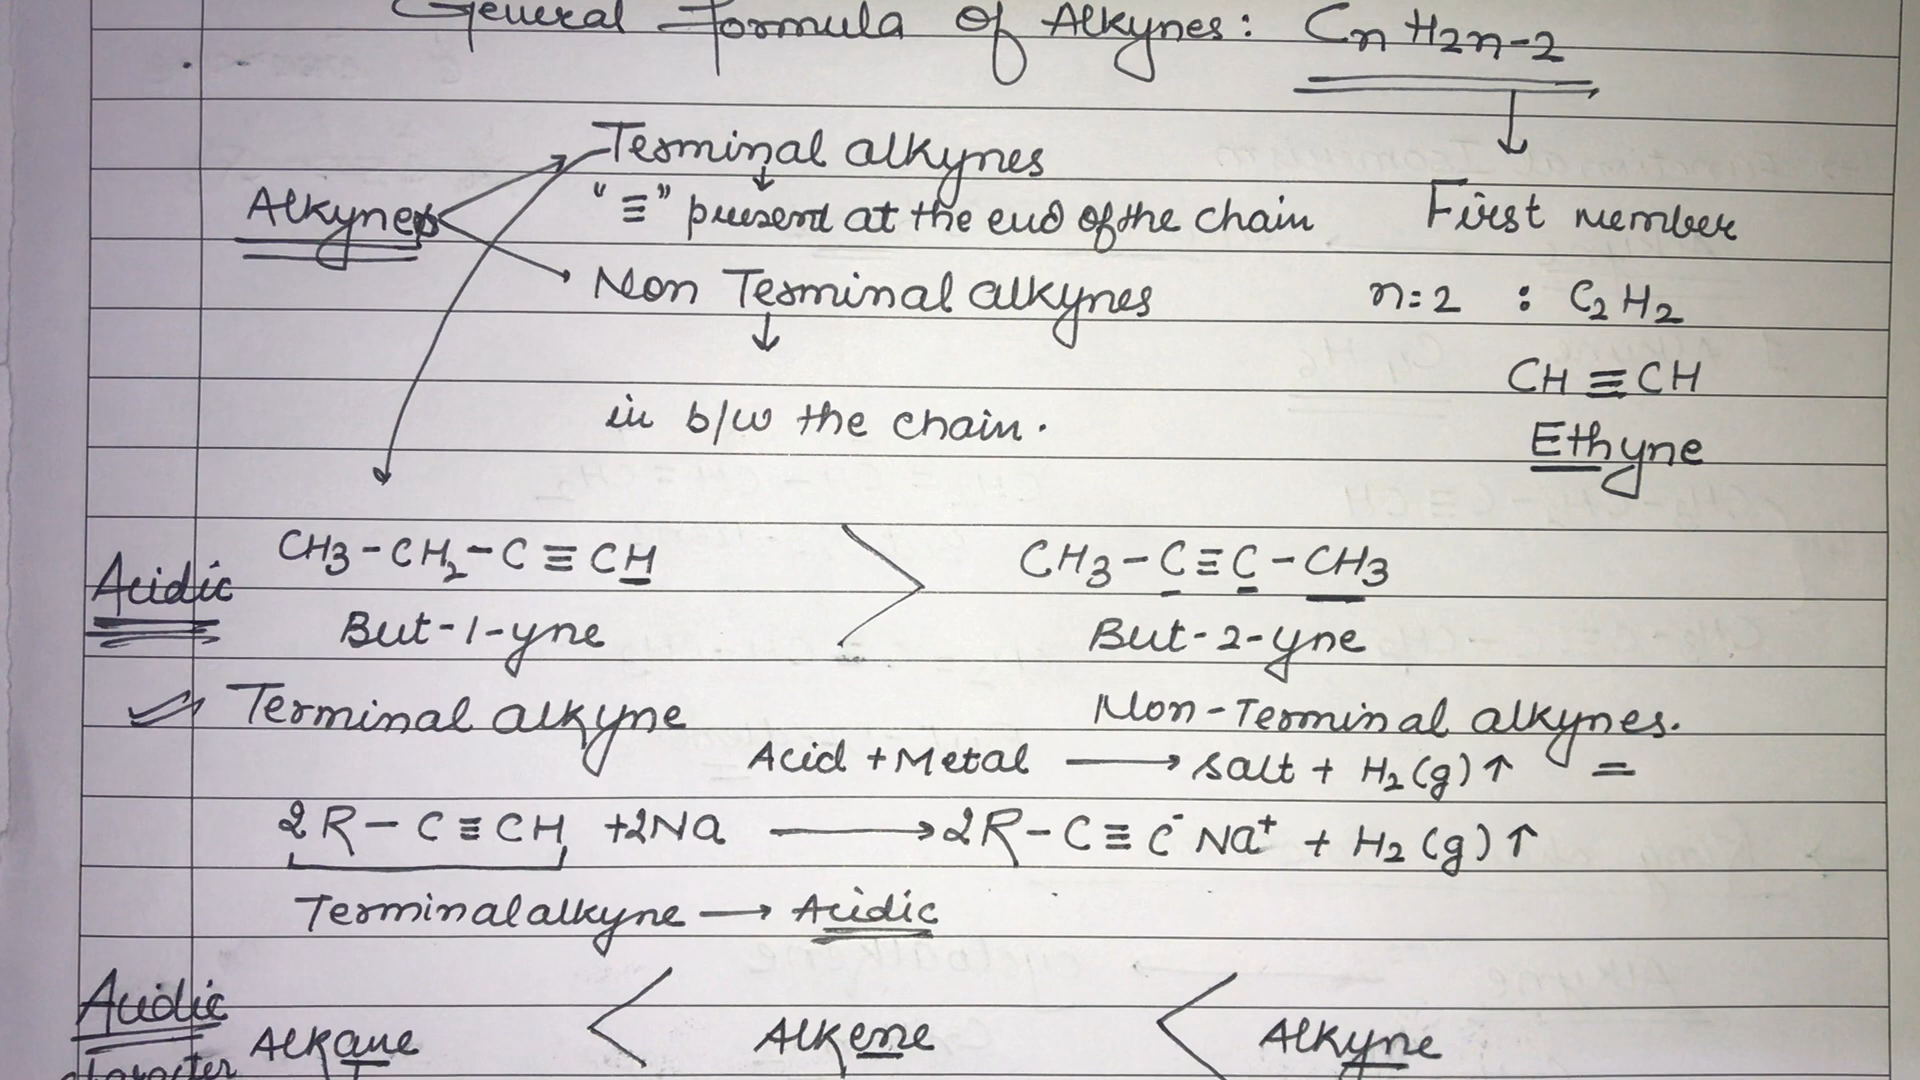 General Formula Of Alkynes: CnH2n-2
Terminal alkynes
Alkynes
"≡" present at the end of the chain
First member
Non Terminal alkynes
n=2 : C2H2
CH≡CH
in b/w the chain.
Ethyne
Acidic
CH3-CH2-C≡CH > CH3-C≡C-CH3
But-1-yne
But-2-yne
Terminal alkyne
Non-Terminal alkynes.
Acid + Metal → salt + H2(g)↑ =
2R-C≡CH +2Na → 2R-C≡C⁻Na⁺ + H2(g)↑
Terminal alkyne → Acidic
Acidic
character
Alkane < Alkene < Alkyne